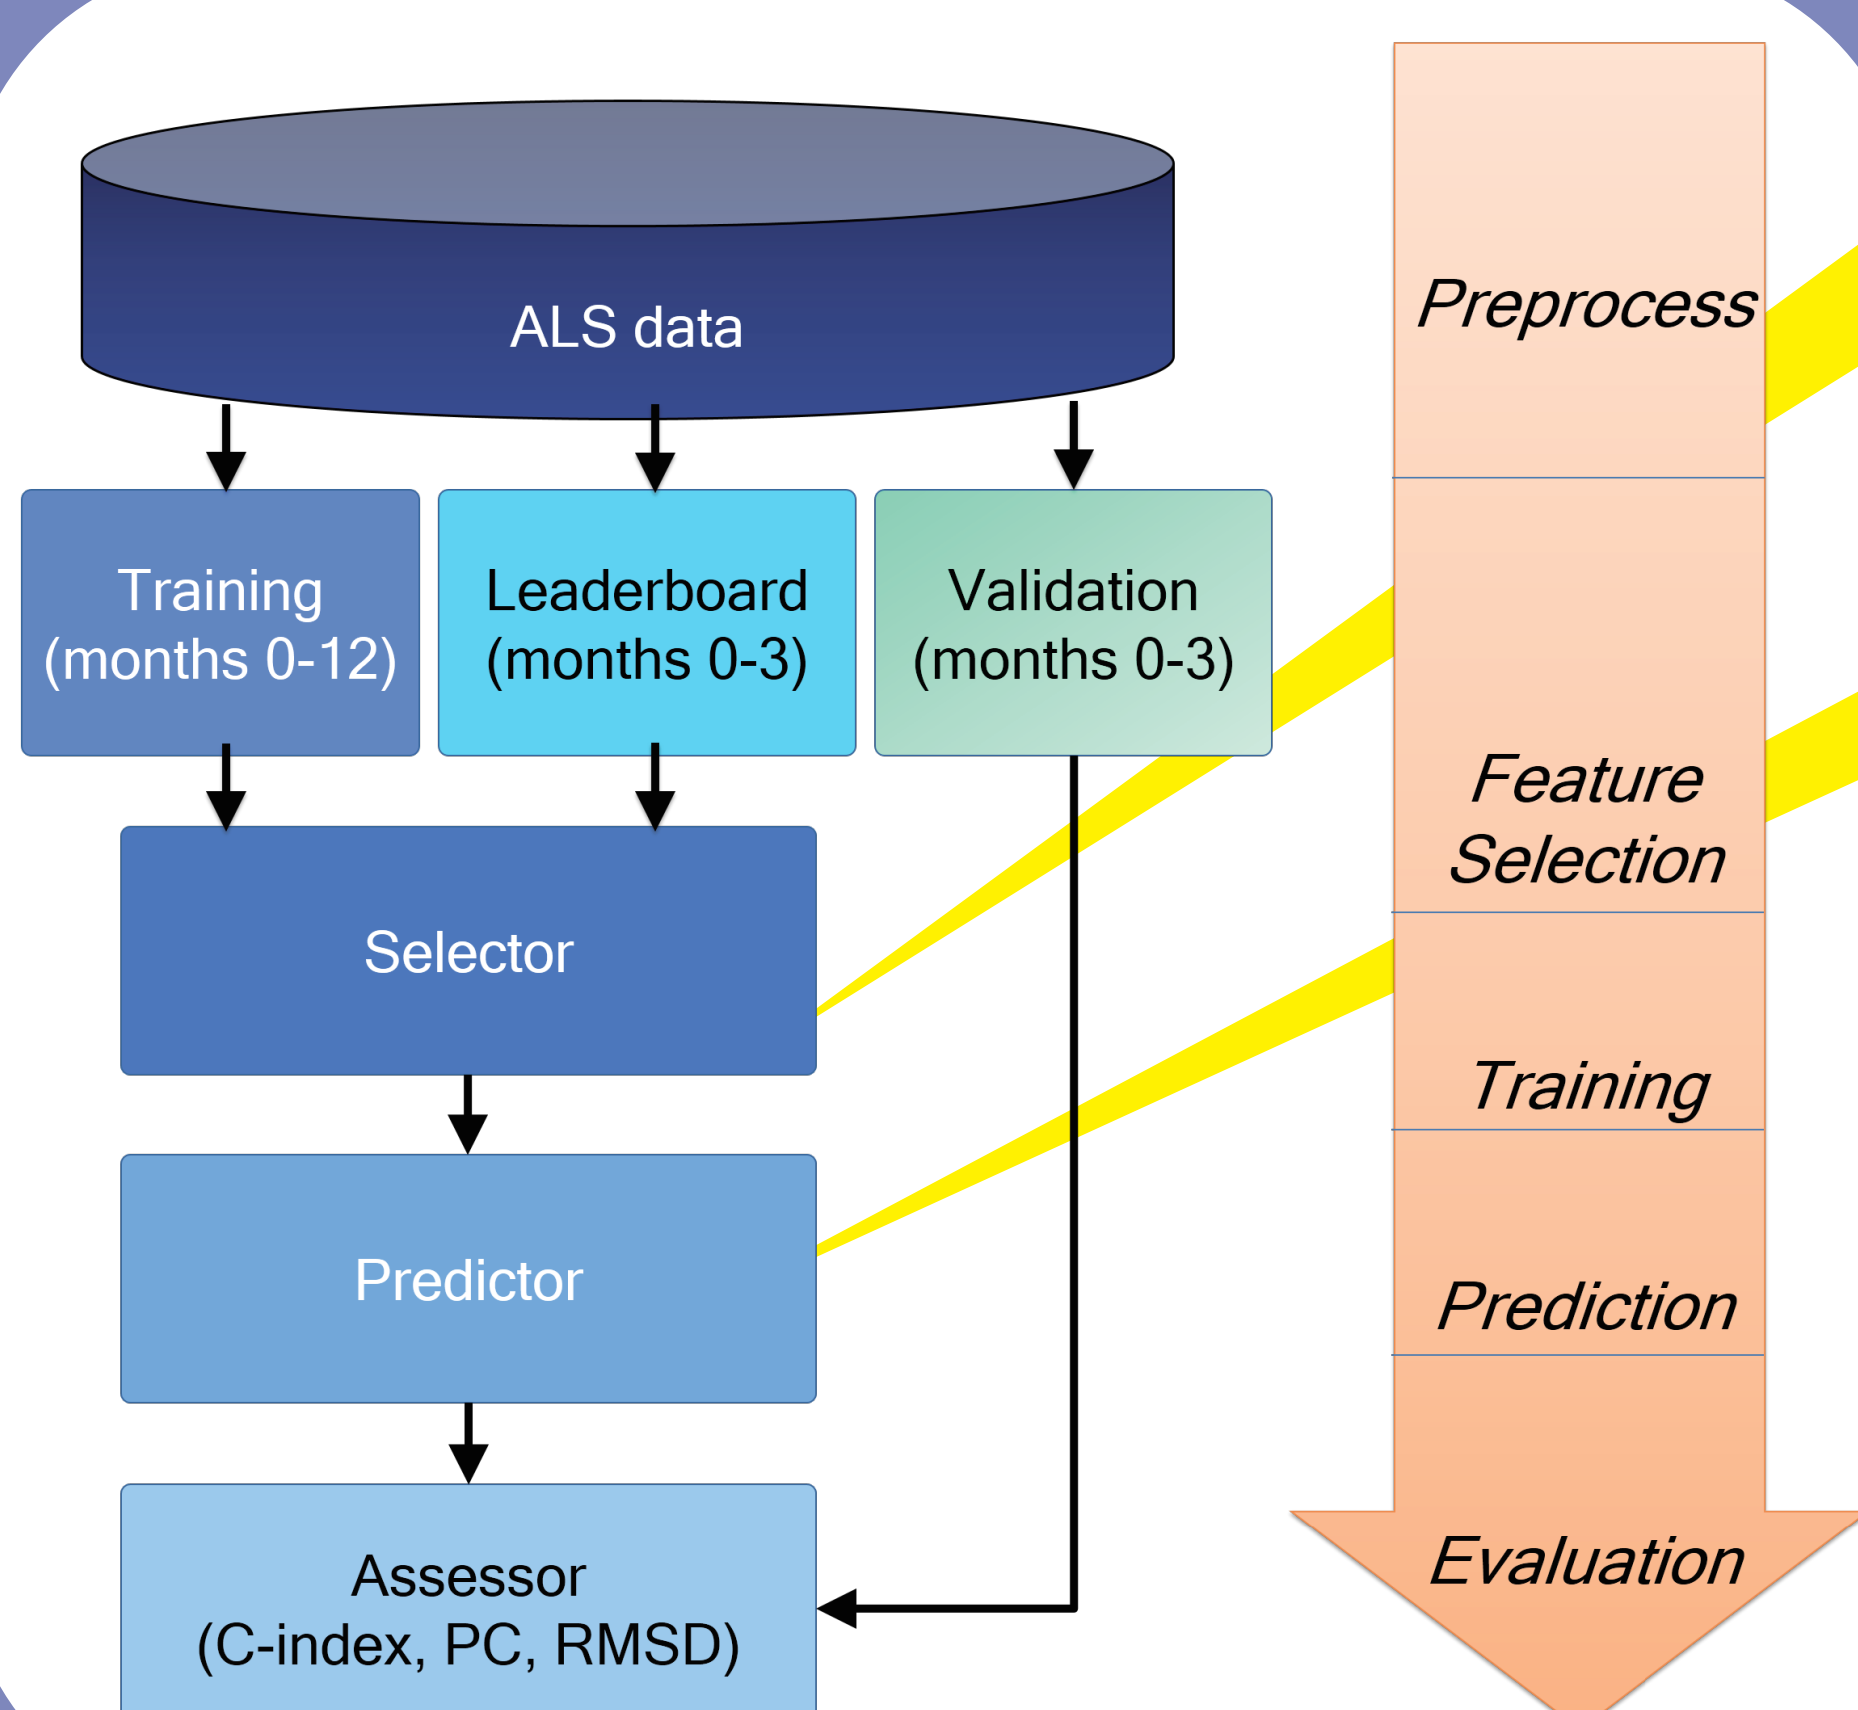 ALS data
Training
(months 0-12)
Leaderboard
(months 0-3)
Validation
(months 0-3)
Selector
Predictor
Assessor
(C-index, PC, RMSD)
Preprocess
Feature
Selection
Training
Prediction
Evaluation